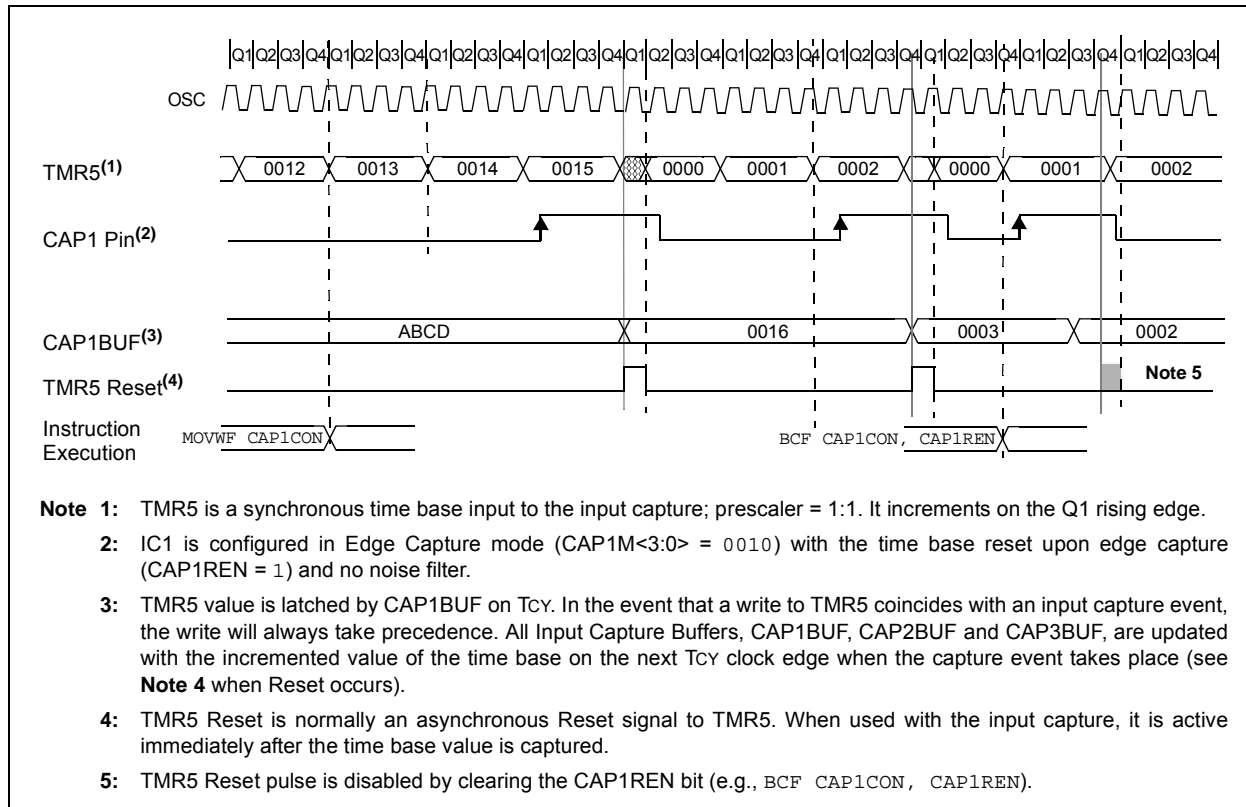 Q1 Q2 Q3 Q4 Q1 Q2 Q3 Q4 Q1 Q2 Q3 Q4 Q1 Q2 Q3 Q4 Q1 Q2 Q3 Q4 Q1 Q2 Q3 Q4 Q1 Q2 Q3 Q4 Q1 Q2 Q3 Q4 Q1 Q2 Q3 Q4 Q1 Q2 Q3 Q4
OSC
TMR5(1) 0012 0013 0014 0015 0000 0001 0002 0000 0001 0002
CAP1 Pin(2)
CAP1BUF(3) ABCD 0016 0003 0002
TMR5 Reset(4) Note 5
Instruction
Execution
MOVWF CAP1CON BCF CAP1CON, CAP1REN
Note 1: TMR5 is a synchronous time base input to the input capture; prescaler = 1:1. It increments on the Q1 rising edge.
2: IC1 is configured in Edge Capture mode (CAP1M<3:0> = 0010) with the time base reset upon edge capture
(CAP1REN = 1) and no noise filter.
3: TMR5 value is latched by CAP1BUF on TCY. In the event that a write to TMR5 coincides with an input capture event,
the write will always take precedence. All Input Capture Buffers, CAP1BUF, CAP2BUF and CAP3BUF, are updated
with the incremented value of the time base on the next TCY clock edge when the capture event takes place (see
Note 4 when Reset occurs).
4: TMR5 Reset is normally an asynchronous Reset signal to TMR5. When used with the input capture, it is active
immediately after the time base value is captured.
5: TMR5 Reset pulse is disabled by clearing the CAP1REN bit (e.g., BCF CAP1CON, CAP1REN).